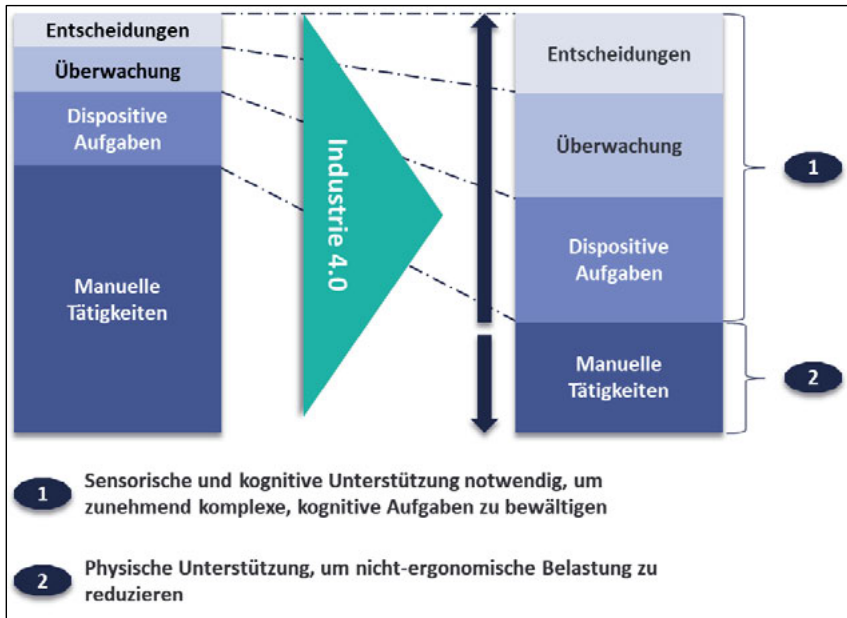 Entscheidungen
Überwachung
Dispositive
Aufgaben
Manuelle
Tätigkeiten
Industrie 4.0
Entscheidungen
Überwachung
Dispositive
Aufgaben
Manuelle
Tätigkeiten
1
2
1 Sensorische und kognitive Unterstützung notwendig, um
zunehmend komplexe, kognitive Aufgaben zu bewältigen
2 Physische Unterstützung, um nicht-ergonomische Belastung zu
reduzieren